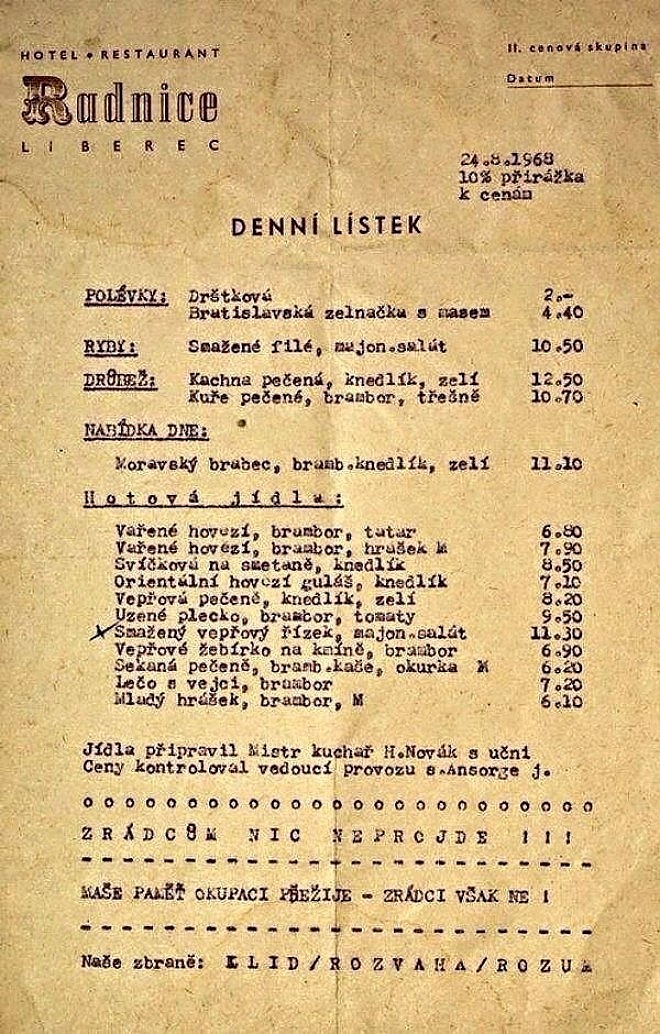 HOTEL • RESTAURANT
Radnice
LIBEREC
II. cenová skupina
Datum
24.8.1968
10% přirážka
k cenám
DENNÍ LÍSTEK
POLÉVKY: Drštková 2.-
Bratislavská zelnačka s masem 4.40
RYBY: Smažené filé, majon.salát 10.50
DRŮBEŽ: Kachna pečená, knedlík, zelí 12.50
Kuře pečené, brambor, třešně 10.70
NABÍDKA DNE:
Moravský brabec, bramb.knedlík, zelí 11.10
Hotová jídla:
Vařené hovezí, brambor, tatar 6.80
Vařené hovezí, brambor, hrášek M 7.90
Svíčková na smetaně, knedlík 8.50
Orientální hovezí guláš, knedlík 7.10
Vepřová pečeně, knedlík, zelí 8.20
Uzené plecko, brambor, tomaty 9.50
Smažený vepřový řízek, majon.salát 11.30
Vepřové žebírko na kmíně, brambor 6.90
Sekaná pečeně, bramb.kaše, okurka M 6.20
Lečo s vejci, brambor 7.20
Mladý hrášek, brambor, M 6.10
Jídla připravil Mistr kuchař H.Novák s učni
Ceny kontroloval vedoucí provozu s.Ansorge j.
o o o o o o o o o o o o o o o o o o o o o o o o o
ZRÁDCŮM NIC NEPROJDE !!!
- - - - - - - - - - - - - - - - - - - - - - - - -
NAŠE PAMĚŤ OKUPACI PŘEŽIJE - ZRÁDCI VŠAK NE !
- - - - - - - - - - - - - - - - - - - - - - - - -
Naše zbraně: KLID/ROZVAHA/ROZUM